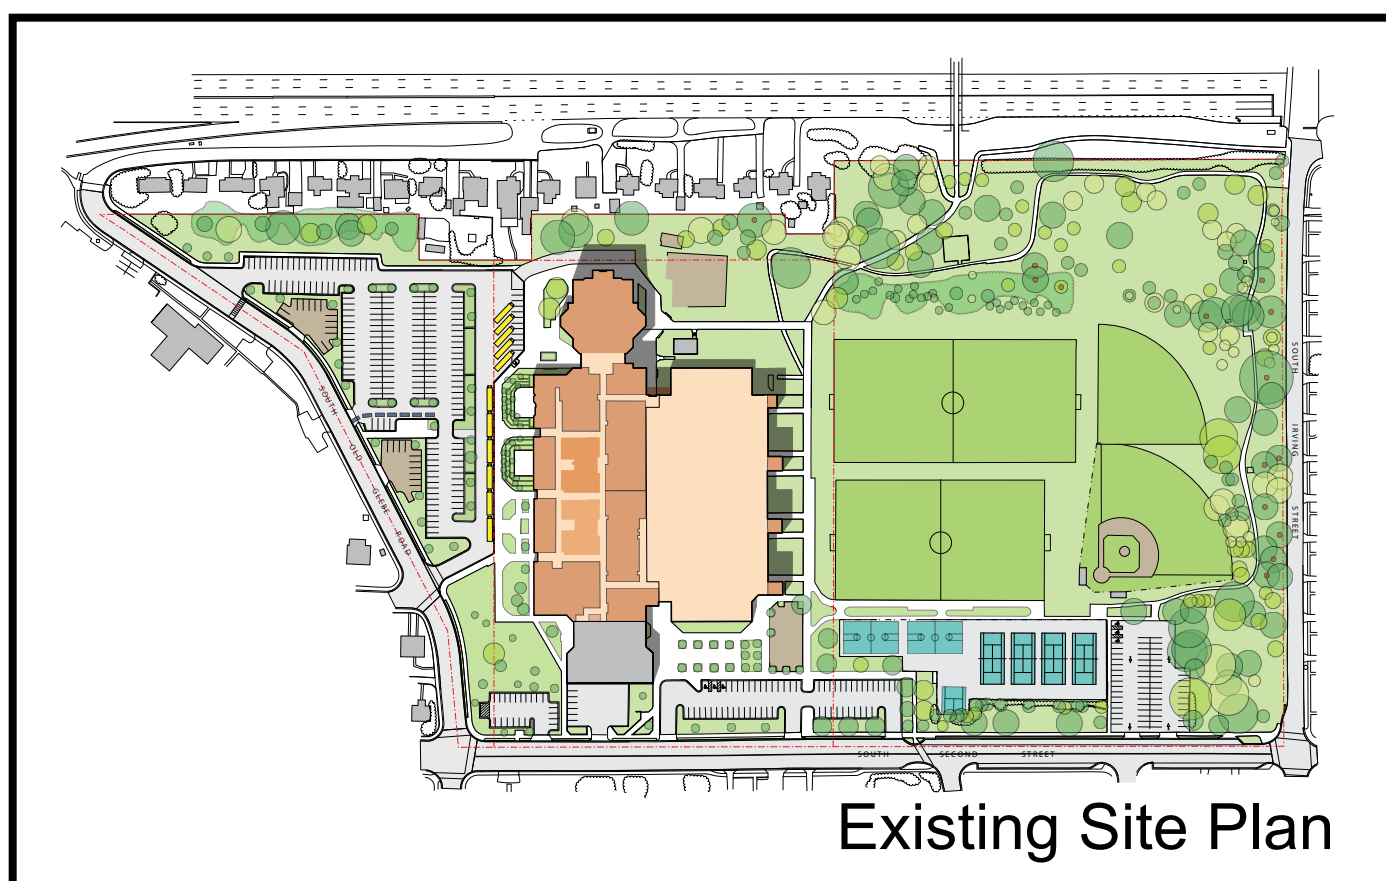 SOUTH OLD GLEBE ROAD
SOUTH IRVING STREET
SOUTH SECOND STREET
Existing Site Plan